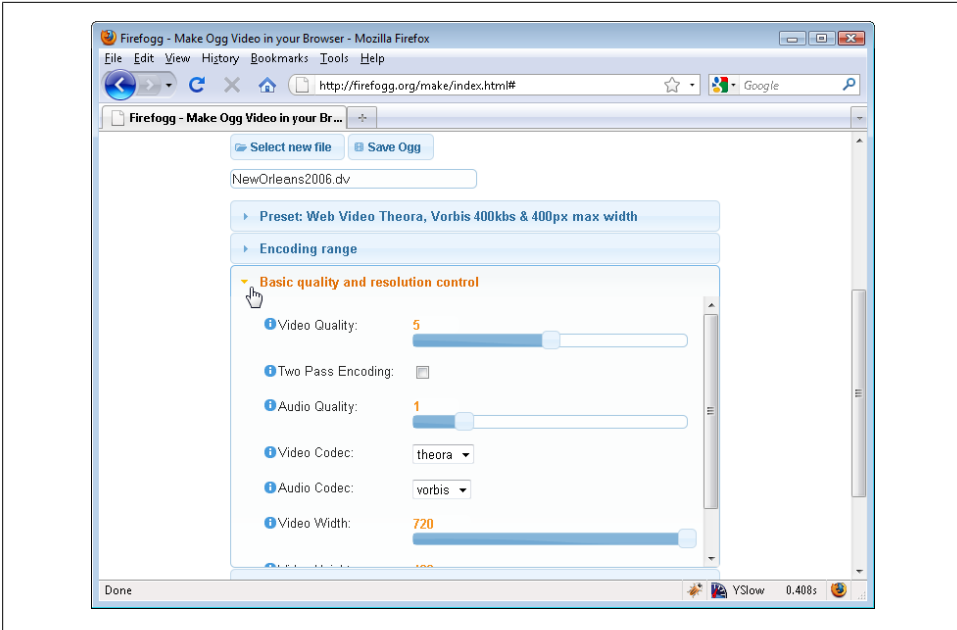 Firefogg - Make Ogg Video in your Browser - Mozilla Firefox
File Edit View History Bookmarks Tools Help
http://firefogg.org/make/index.html#
Google
Firefogg - Make Ogg Video in your Br...
Select new file
Save Ogg
NewOrleans2006.dv
Preset: Web Video Theora, Vorbis 400kbs & 400px max width
Encoding range
Basic quality and resolution control
Video Quality: 5
Two Pass Encoding:
Audio Quality: 1
Video Codec: theora
Audio Codec: vorbis
Video Width: 720
Done
YSlow 0.408s